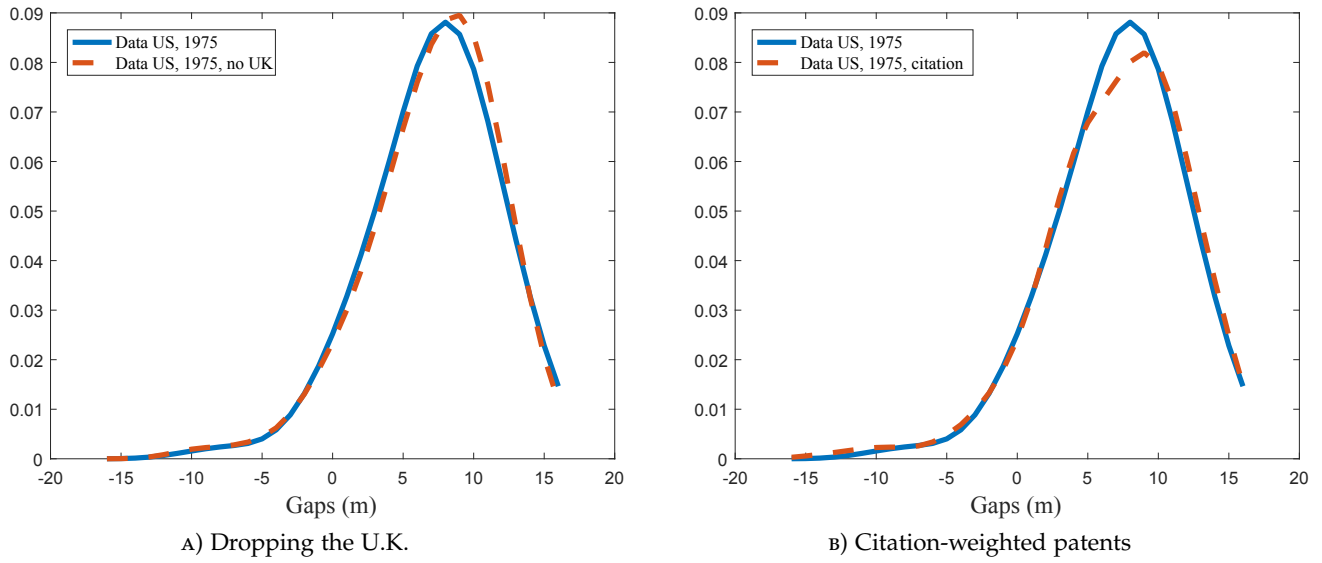 0.09
0.08
0.07
0.06
0.05
0.04
0.03
0.02
0.01
0
-20 -15 -10 -5 0 5 10 15 20
Data US, 1975
Data US, 1975, no UK
Gaps (m)
A) Dropping the U.K.
0.09
0.08
0.07
0.06
0.05
0.04
0.03
0.02
0.01
0
-20 -15 -10 -5 0 5 10 15 20
Data US, 1975
Data US, 1975, citation
Gaps (m)
B) Citation-weighted patents